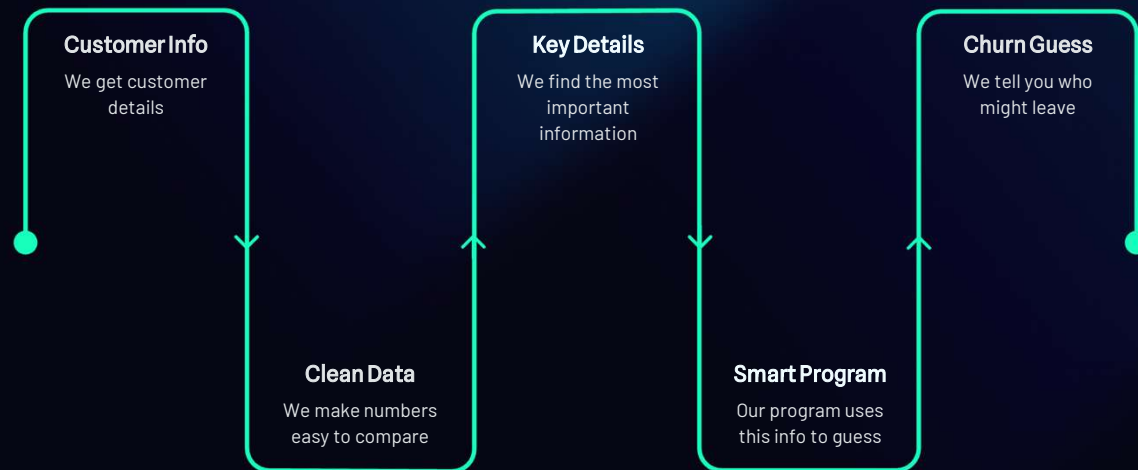 Customer Info
We get customer
details
Clean Data
We make numbers
easy to compare
Key Details
We find the most
important
information
Smart Program
Our program uses
this info to guess
Churn Guess
We tell you who
might leave